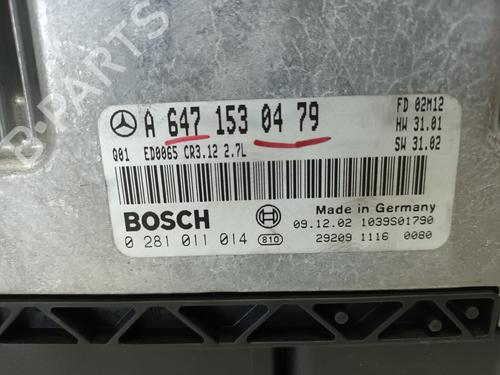 A 647 153 04 79
FD 02M12
Q01 ED0065 CR3.12 2.7L
HW 31.01
SW 31.02
BOSCH
Made in Germany
09.12.02 1039S01790
0 281 011 014 810
29209 1116 0080